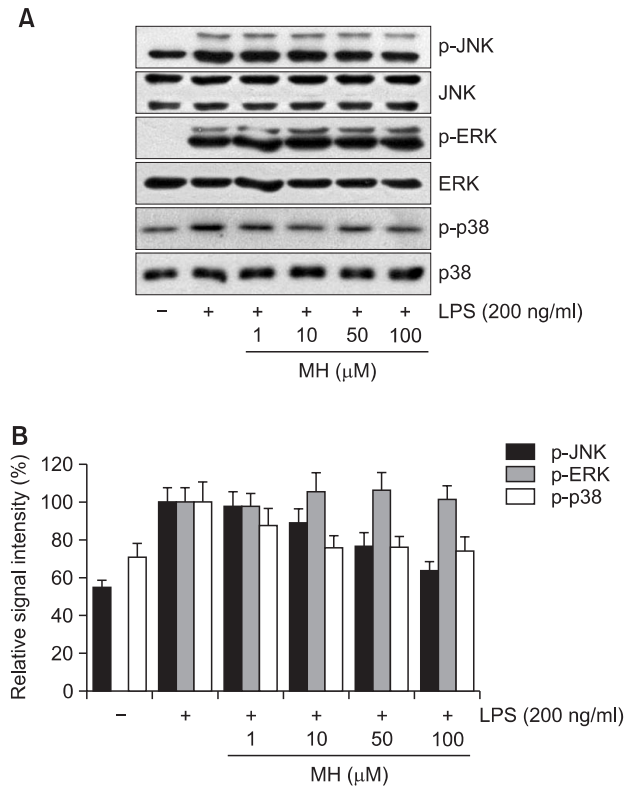 A
p-JNK
JNK
p-ERK
ERK
p-p38
p38
− + + + + + LPS (200 ng/ml)
1 10 50 100
MH (μM)
B
p-JNK
p-ERK
p-p38
Relative signal intensity (%)
120
100
80
60
40
20
0
− + + + + + LPS (200 ng/ml)
1 10 50 100
MH (μM)